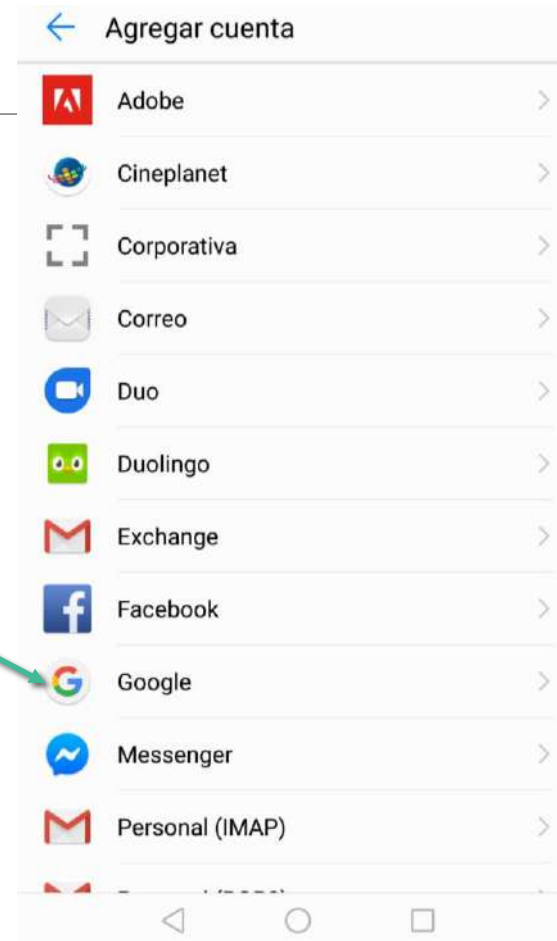 Agregar cuenta
Adobe
Cineplanet
Corporativa
Correo
Duo
Duolingo
Exchange
Facebook
Google
Messenger
Personal (IMAP)